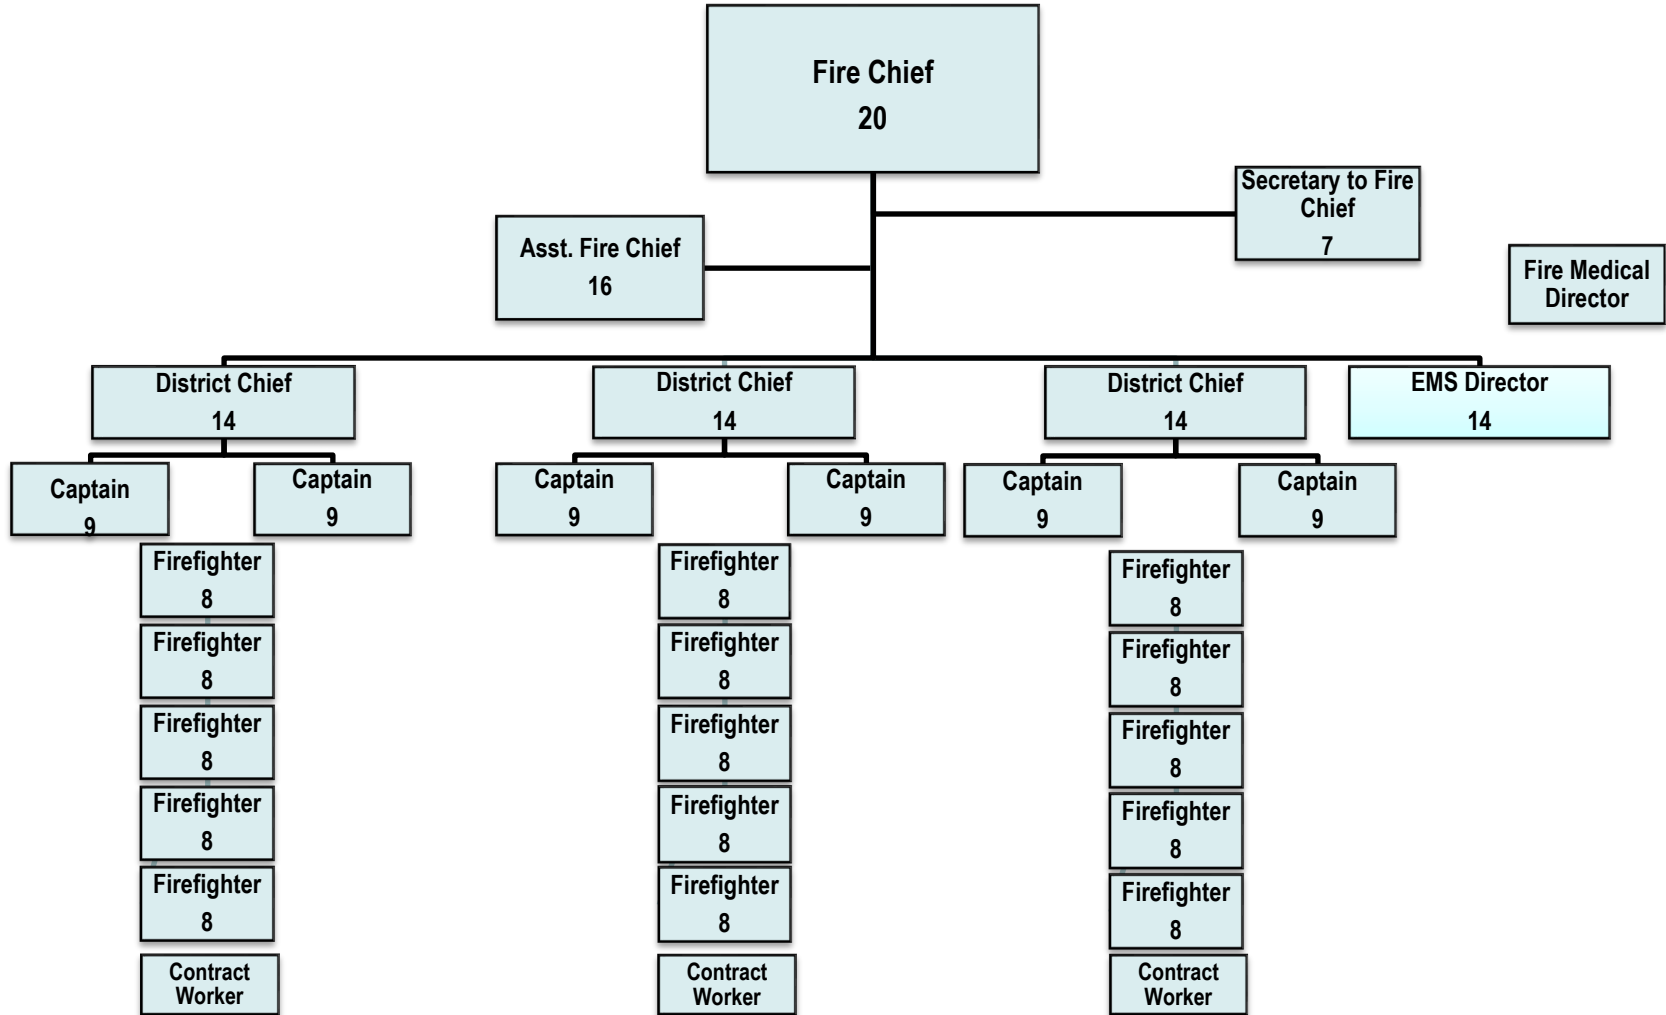 Fire Chief
20
Secretary to Fire
Chief
7
Asst. Fire Chief
16
Fire Medical
Director
District Chief
14
District Chief
14
District Chief
14
EMS Director
14
Captain
9
Captain
9
Captain
9
Captain
9
Captain
9
Captain
9
Firefighter
8
Firefighter
8
Firefighter
8
Firefighter
8
Firefighter
8
Contract
Worker
Firefighter
8
Firefighter
8
Firefighter
8
Firefighter
8
Firefighter
8
Contract
Worker
Firefighter
8
Firefighter
8
Firefighter
8
Firefighter
8
Firefighter
8
Contract
Worker